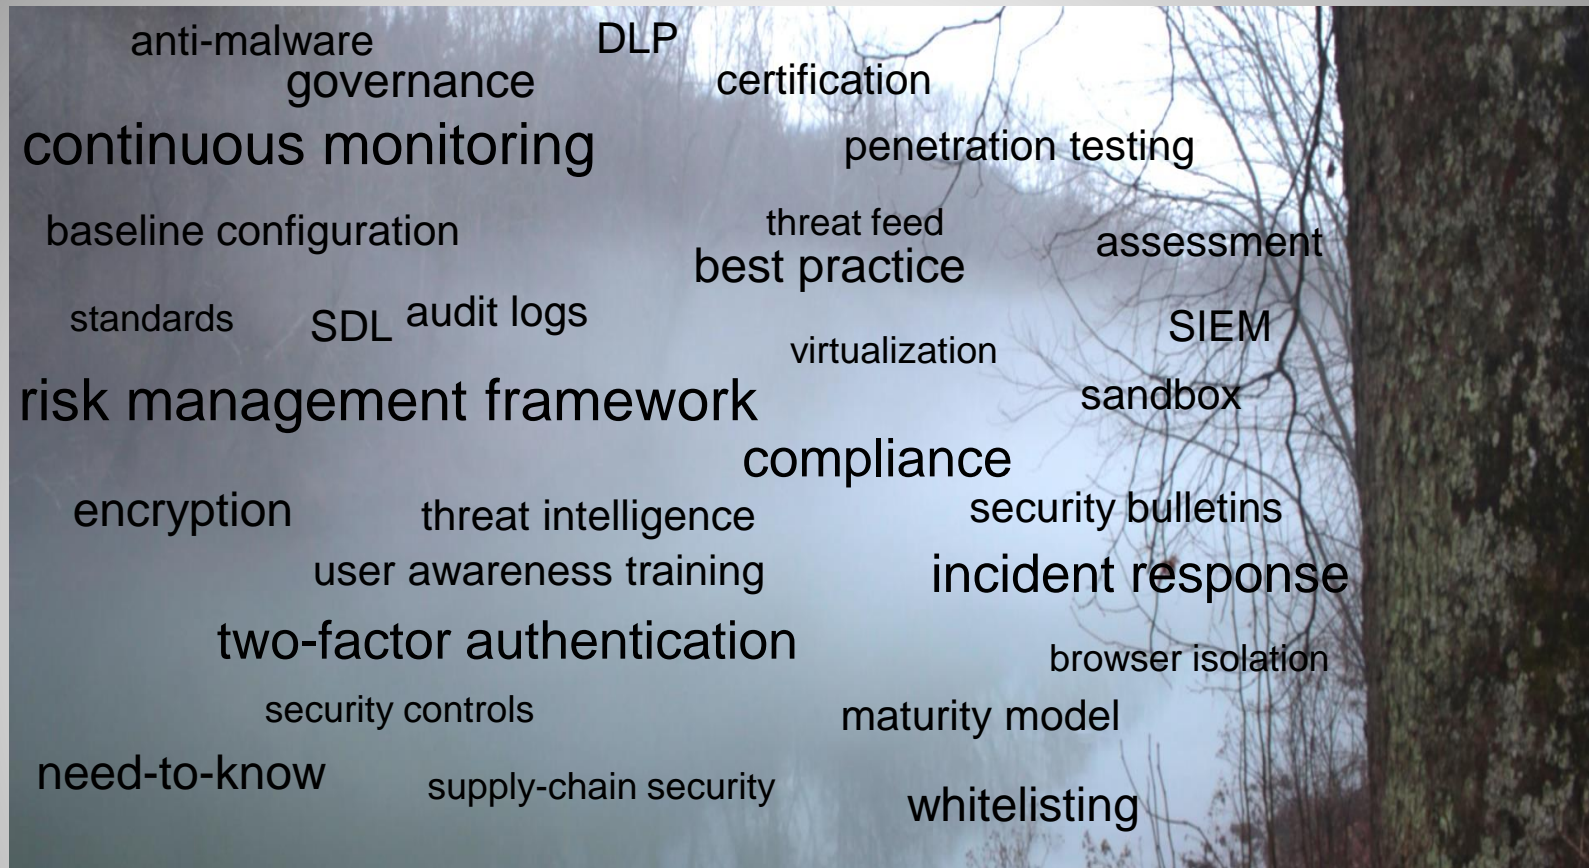 anti-malware
DLP
governance
certification
continuous monitoring
penetration testing
baseline configuration
threat feed
assessment
best practice
standards
SDL
audit logs
SIEM
virtualization
risk management framework
sandbox
compliance
encryption
threat intelligence
security bulletins
user awareness training
incident response
two-factor authentication
browser isolation
security controls
maturity model
need-to-know
supply-chain security
whitelisting